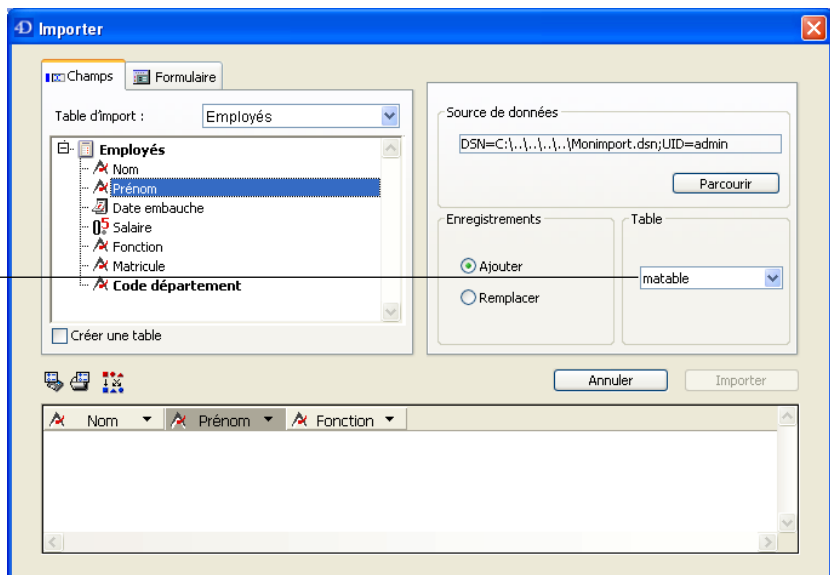 4D Importer
Champs
Formulaire
Table d'import :
Employés
Employés
Nom
Prénom
Date embauche
Salaire
Fonction
Matricule
Code département
Créer une table
Source de données
DSN=C:\..\..\..\..\Monimport.dsn;UID=admin
Parcourir
Enregistrements
Ajouter
Remplacer
Table
matable
Annuler
Importer
Nom
Prénom
Fonction